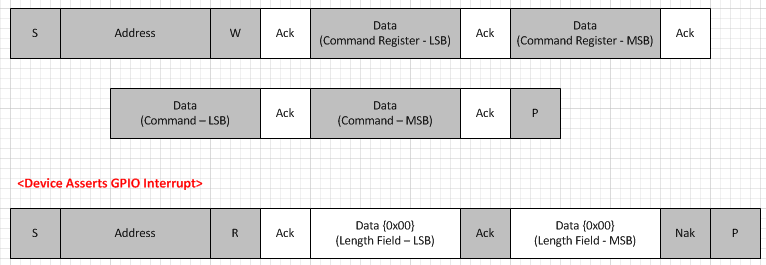 S Address W Ack Data Ack Data Ack
(Command Register - LSB) (Command Register - MSB)
Data Ack Data Ack P
(Command – LSB) (Command – MSB)
<Device Asserts GPIO Interrupt>
S Address R Ack Data {0x00} Ack Data {0x00} Nak P
(Length Field – LSB) (Length Field - MSB)